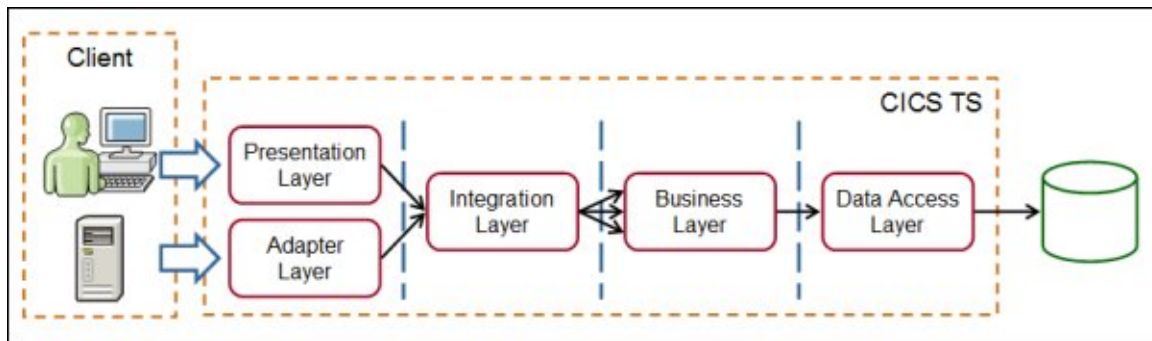 Client
CICS TS
Presentation
Layer
Adapter
Layer
Integration
Layer
Business
Layer
Data Access
Layer